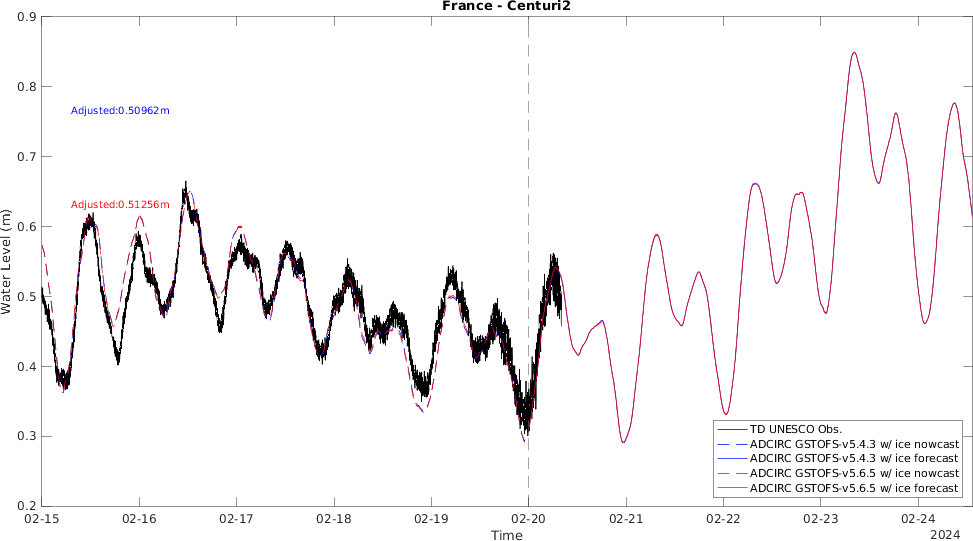 France - Centuri2
0.9
0.8
0.7
0.6
0.5
0.4
0.3
0.2
Water Level (m)
Adjusted:0.50962m
Adjusted:0.51256m
TD UNESCO Obs.
ADCIRC GSTOFS-v5.4.3 w/ ice nowcast
ADCIRC GSTOFS-v5.4.3 w/ ice forecast
ADCIRC GSTOFS-v5.6.5 w/ ice nowcast
ADCIRC GSTOFS-v5.6.5 w/ ice forecast
02-15 02-16 02-17 02-18 02-19 02-20 02-21 02-22 02-23 02-24
Time
2024